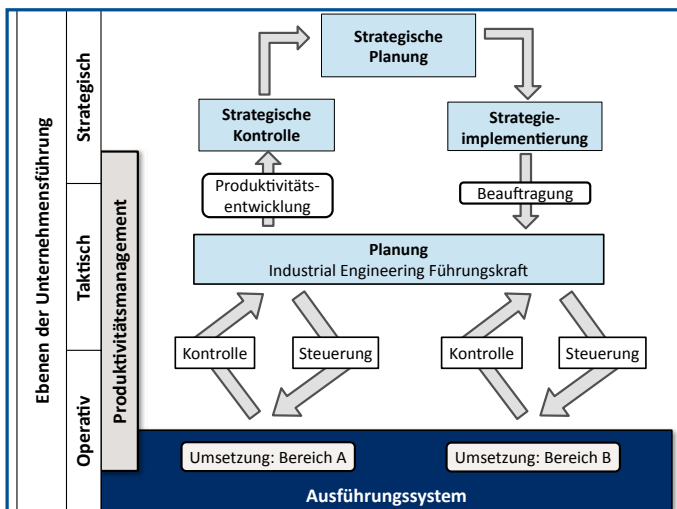 Ebenen der Unternehmensführung
Strategisch
Taktisch
Operativ
Produktivitätsmanagement
Strategische
Planung
Strategische
Kontrolle
Strategie-
implementierung
Produktivitäts-
entwicklung
Beauftragung
Planung
Industrial Engineering Führungskraft
Kontrolle
Steuerung
Kontrolle
Steuerung
Umsetzung: Bereich A
Umsetzung: Bereich B
Ausführungssystem